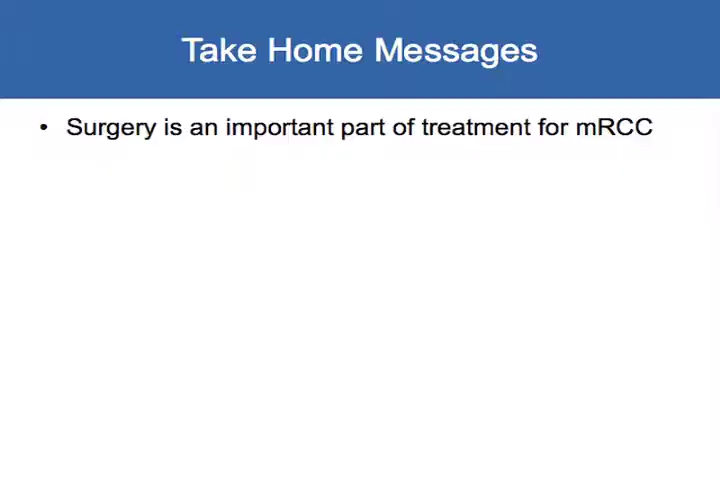 Take Home Messages
• Surgery is an important part of treatment for mRCC